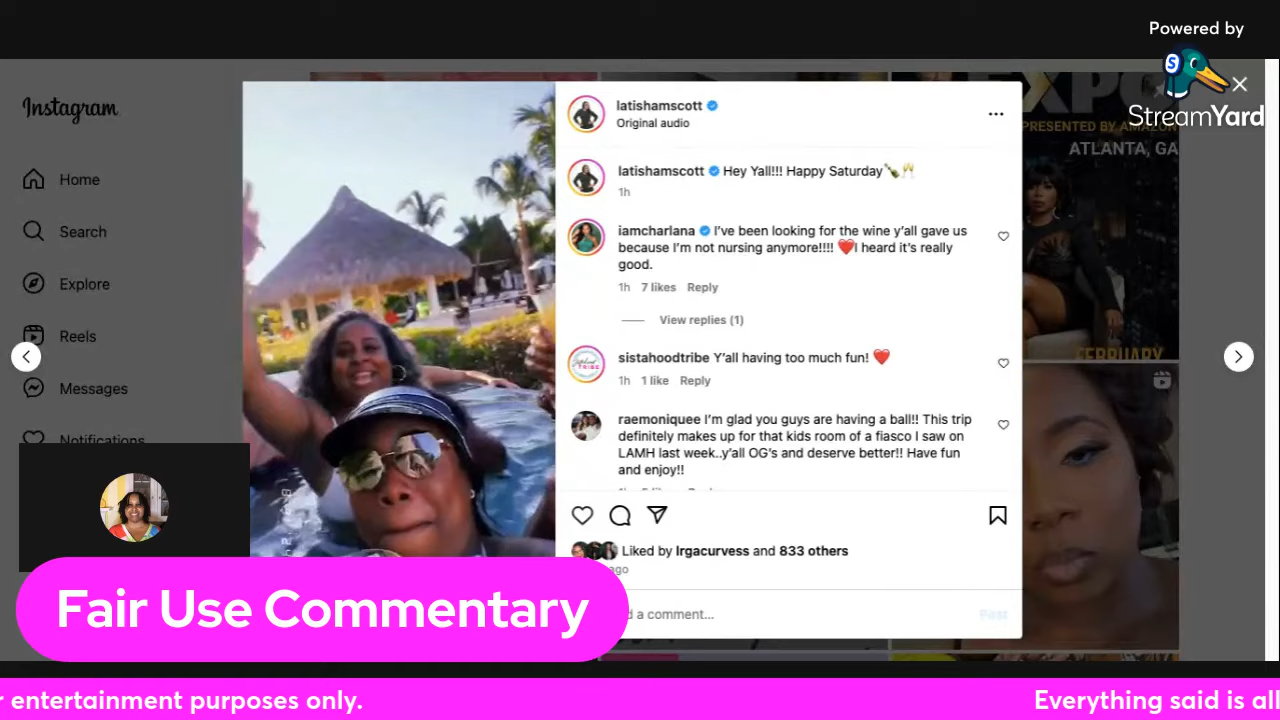 Powered by
StreamYard
Instagram
Home
Search
Explore
Reels
Messages
Notifications
EXPO
PRESENTED BY AMAZON
ATLANTA, GA
FEBRUARY
latishamscott
Original audio
latishamscott Hey Yall!!! Happy Saturday🍾🥂
1h
iamcharlana I've been looking for the wine y'all gave us
because I'm not nursing anymore!!!! ❤️I heard it's really
good.
1h 7 likes Reply
View replies (1)
sistahoodtribe Y'all having too much fun! ❤️
1h 1 like Reply
raemoniquee I'm glad you guys are having a ball!! This trip
definitely makes up for that kids room of a fiasco I saw on
LAMH last week..y'all OG's and deserve better!! Have fun
and enjoy!!
Liked by lrgacurvess and 833 others
ago
a comment...
Post
Fair Use Commentary
entertainment purposes only.
Everything said is all